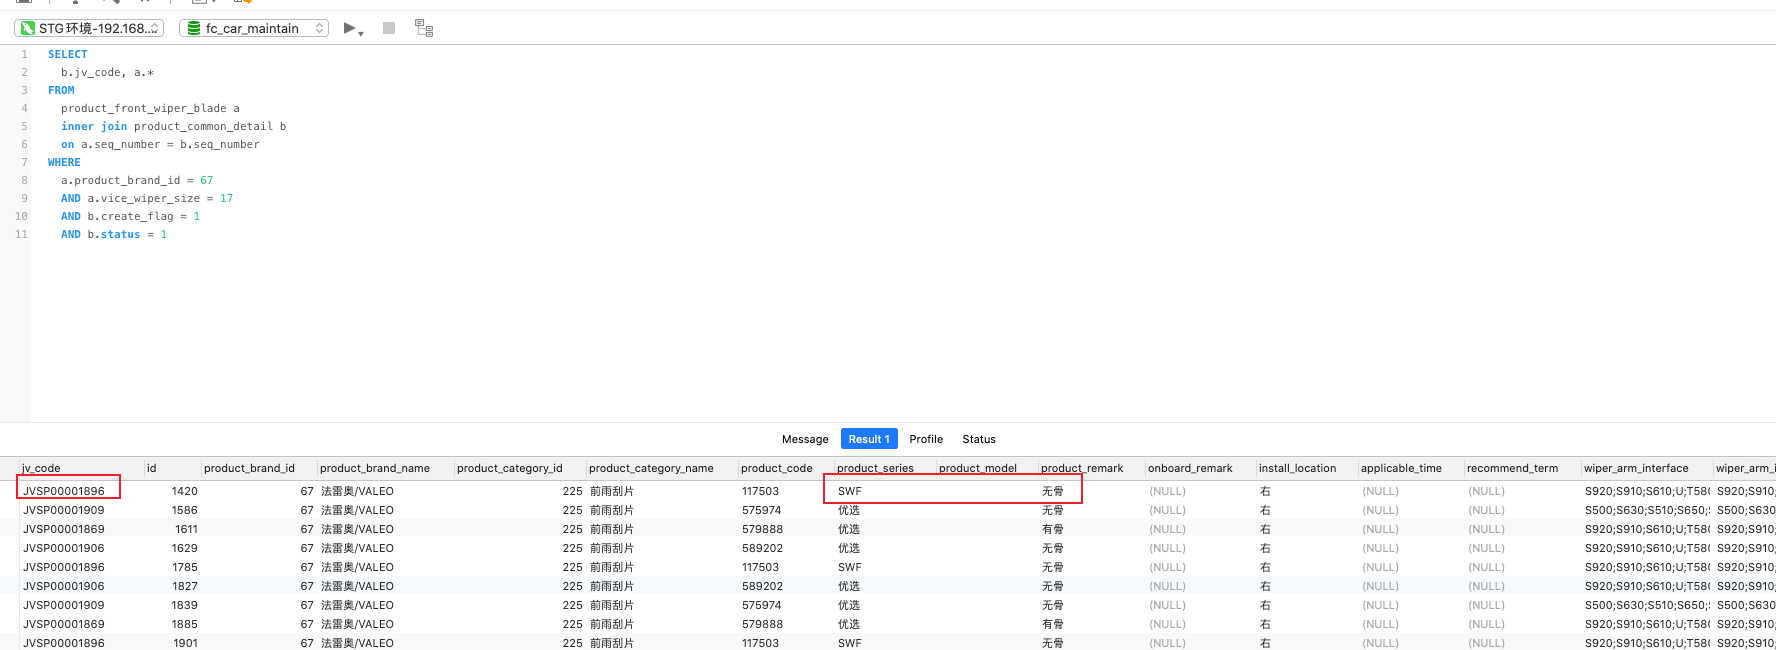 STG环境-192.168....
fc_car_maintain
1 SELECT
2 b.jv_code, a.*
3 FROM
4 product_front_wiper_blade a
5 inner join product_common_detail b
6 on a.seq_number = b.seq_number
7 WHERE
8 a.product_brand_id = 67
9 AND a.vice_wiper_size = 17
10 AND b.create_flag = 1
11 AND b.status = 1
Message Result 1 Profile Status
jv_code id product_brand_id product_brand_name product_category_id product_category_name product_code product_series product_model product_remark onboard_remark install_location applicable_time recommend_term wiper_arm_interface wiper_arm_i
JVSP00001896 1420 67 法雷奥/VALEO 225 前雨刮片 117503 SWF 无骨 (NULL) 右 (NULL) (NULL) S920;S910;S610;U;T580 S920;S910;
JVSP00001909 1586 67 法雷奥/VALEO 225 前雨刮片 575974 优选 无骨 (NULL) 右 (NULL) (NULL) S500;S630;S510;S650; S500;S630
JVSP00001869 1611 67 法雷奥/VALEO 225 前雨刮片 579888 优选 有骨 (NULL) 右 (NULL) (NULL) S920;S910;S610;U;T580 S920;S910;
JVSP00001906 1629 67 法雷奥/VALEO 225 前雨刮片 589202 优选 无骨 (NULL) 右 (NULL) (NULL) S920;S910;S610;U;T580 S920;S910;
JVSP00001896 1785 67 法雷奥/VALEO 225 前雨刮片 117503 SWF 无骨 (NULL) 右 (NULL) (NULL) S920;S910;S610;U;T580 S920;S910;
JVSP00001906 1827 67 法雷奥/VALEO 225 前雨刮片 589202 优选 无骨 (NULL) 右 (NULL) (NULL) S920;S910;S610;U;T580 S920;S910;
JVSP00001909 1839 67 法雷奥/VALEO 225 前雨刮片 575974 优选 无骨 (NULL) 右 (NULL) (NULL) S500;S630;S510;S650; S500;S630
JVSP00001869 1885 67 法雷奥/VALEO 225 前雨刮片 579888 优选 有骨 (NULL) 右 (NULL) (NULL) S920;S910;S610;U;T580 S920;S910;
JVSP00001896 1901 67 法雷奥/VALEO 225 前雨刮片 117503 SWF 无骨 (NULL) 右 (NULL) (NULL) S920;S910;S610;U;T580 S920;S910;